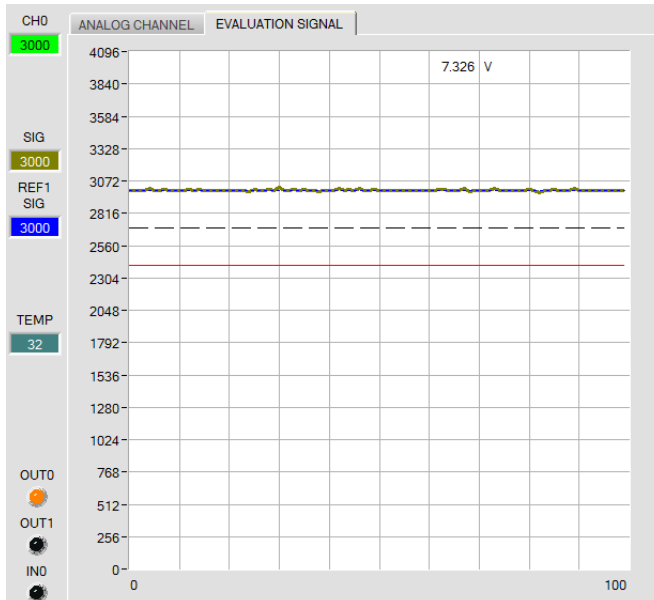 CH0
3000
SIG
3000
REF1
SIG
3000
TEMP
32
OUT0
OUT1
IN0
ANALOG CHANNEL
EVALUATION SIGNAL
7.326 V
4096
3840
3584
3328
3072
2816
2560
2304
2048
1792
1536
1280
1024
768
512
256
0
0
100